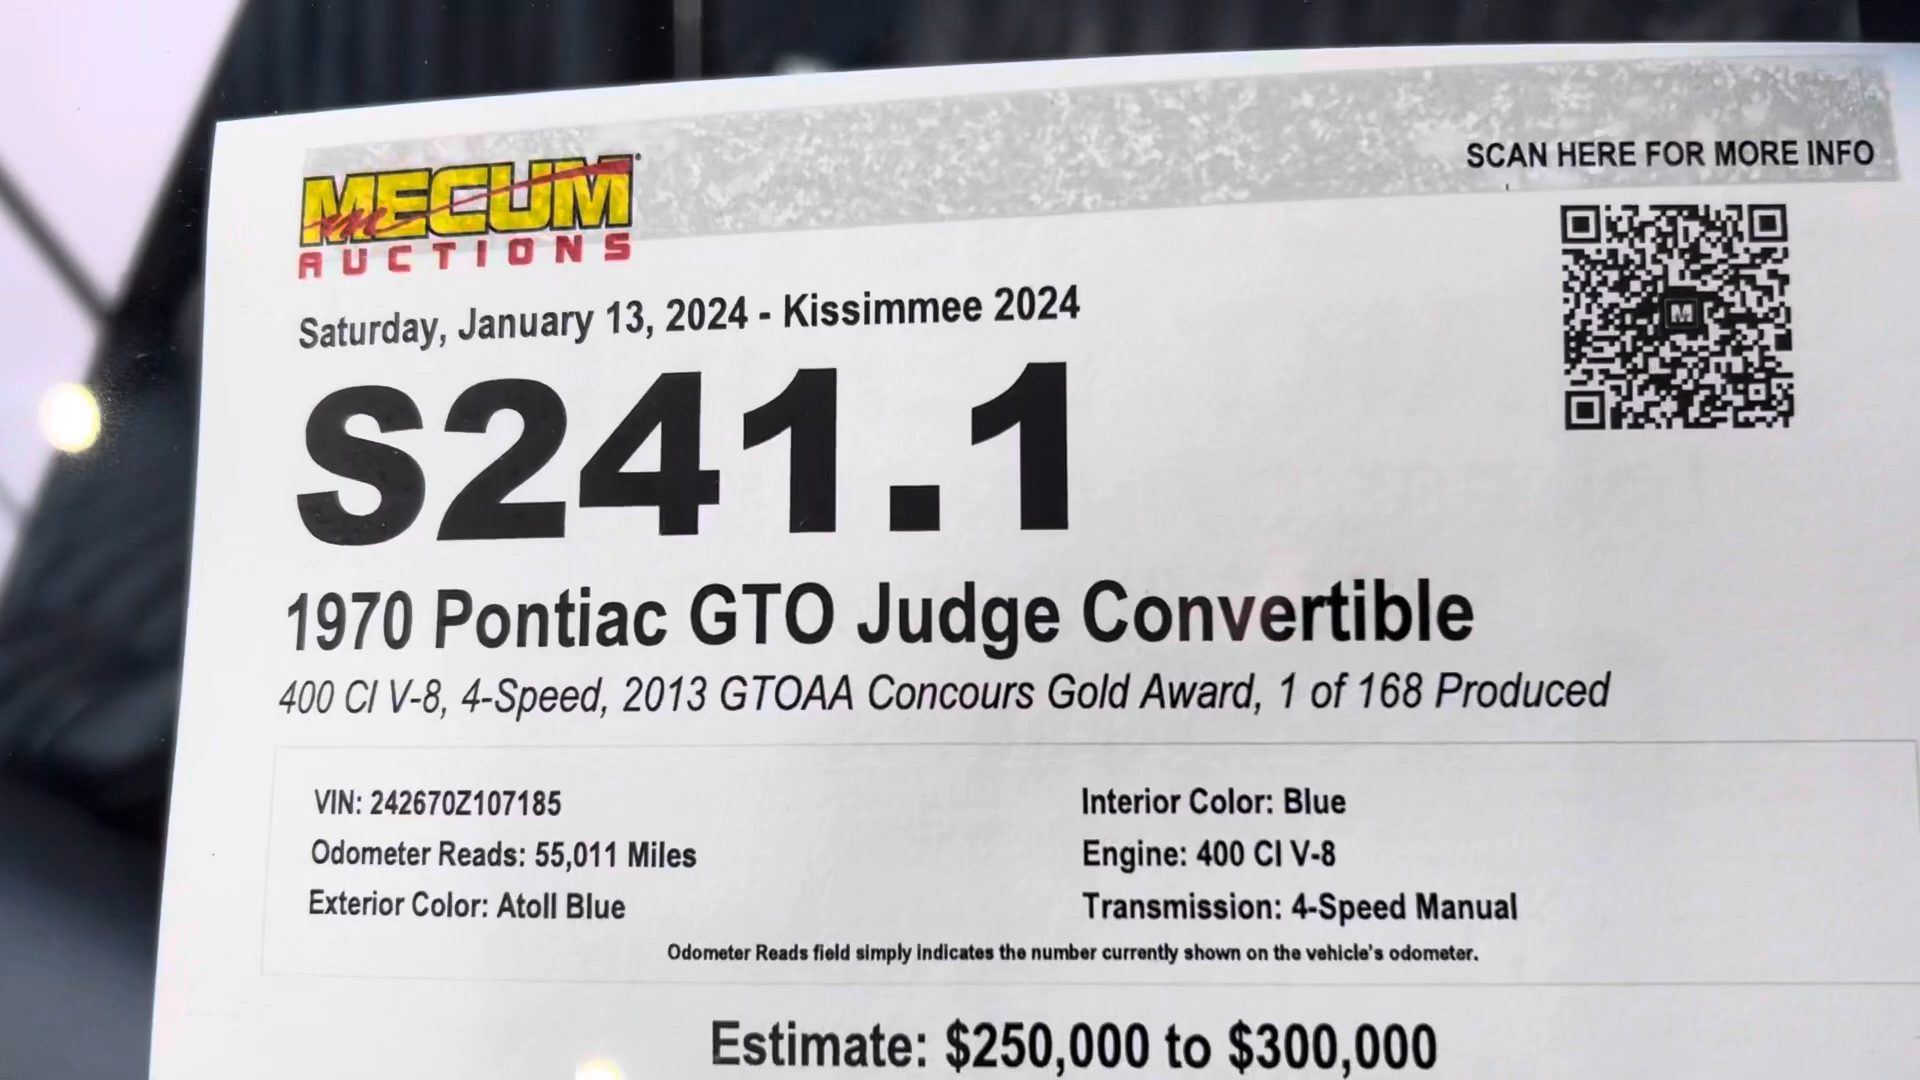 MECUM
AUCTIONS
SCAN HERE FOR MORE INFO
M
Saturday, January 13, 2024 - Kissimmee 2024
S241.1
1970 Pontiac GTO Judge Convertible
400 CI V-8, 4-Speed, 2013 GTOAA Concours Gold Award, 1 of 168 Produced
VIN: 242670Z107185
Odometer Reads: 55,011 Miles
Exterior Color: Atoll Blue
Interior Color: Blue
Engine: 400 CI V-8
Transmission: 4-Speed Manual
Odometer Reads field simply indicates the number currently shown on the vehicle's odometer.
Estimate: $250,000 to $300,000